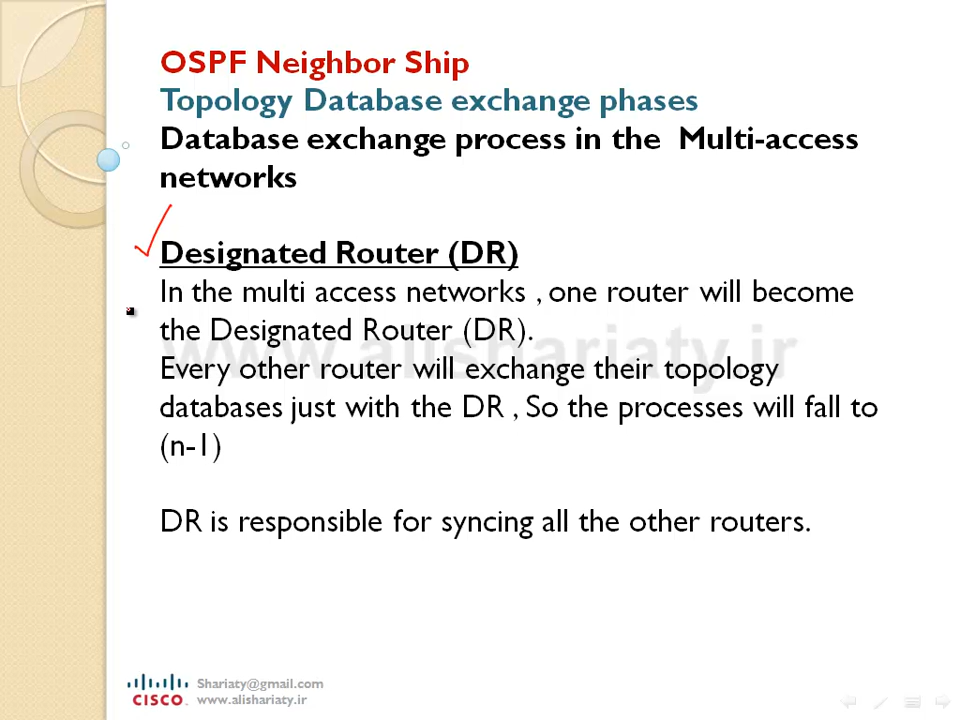 OSPF Neighbor Ship
Topology Database exchange phases
Database exchange process in the Multi-access
networks
Designated Router (DR)
In the multi access networks , one router will become
the Designated Router (DR).
www.alishariaty.ir
Every other router will exchange their topology
databases just with the DR , So the processes will fall to
(n-1)
DR is responsible for syncing all the other routers.
Shariaty@gmail.com
CISCO. www.alishariaty.ir